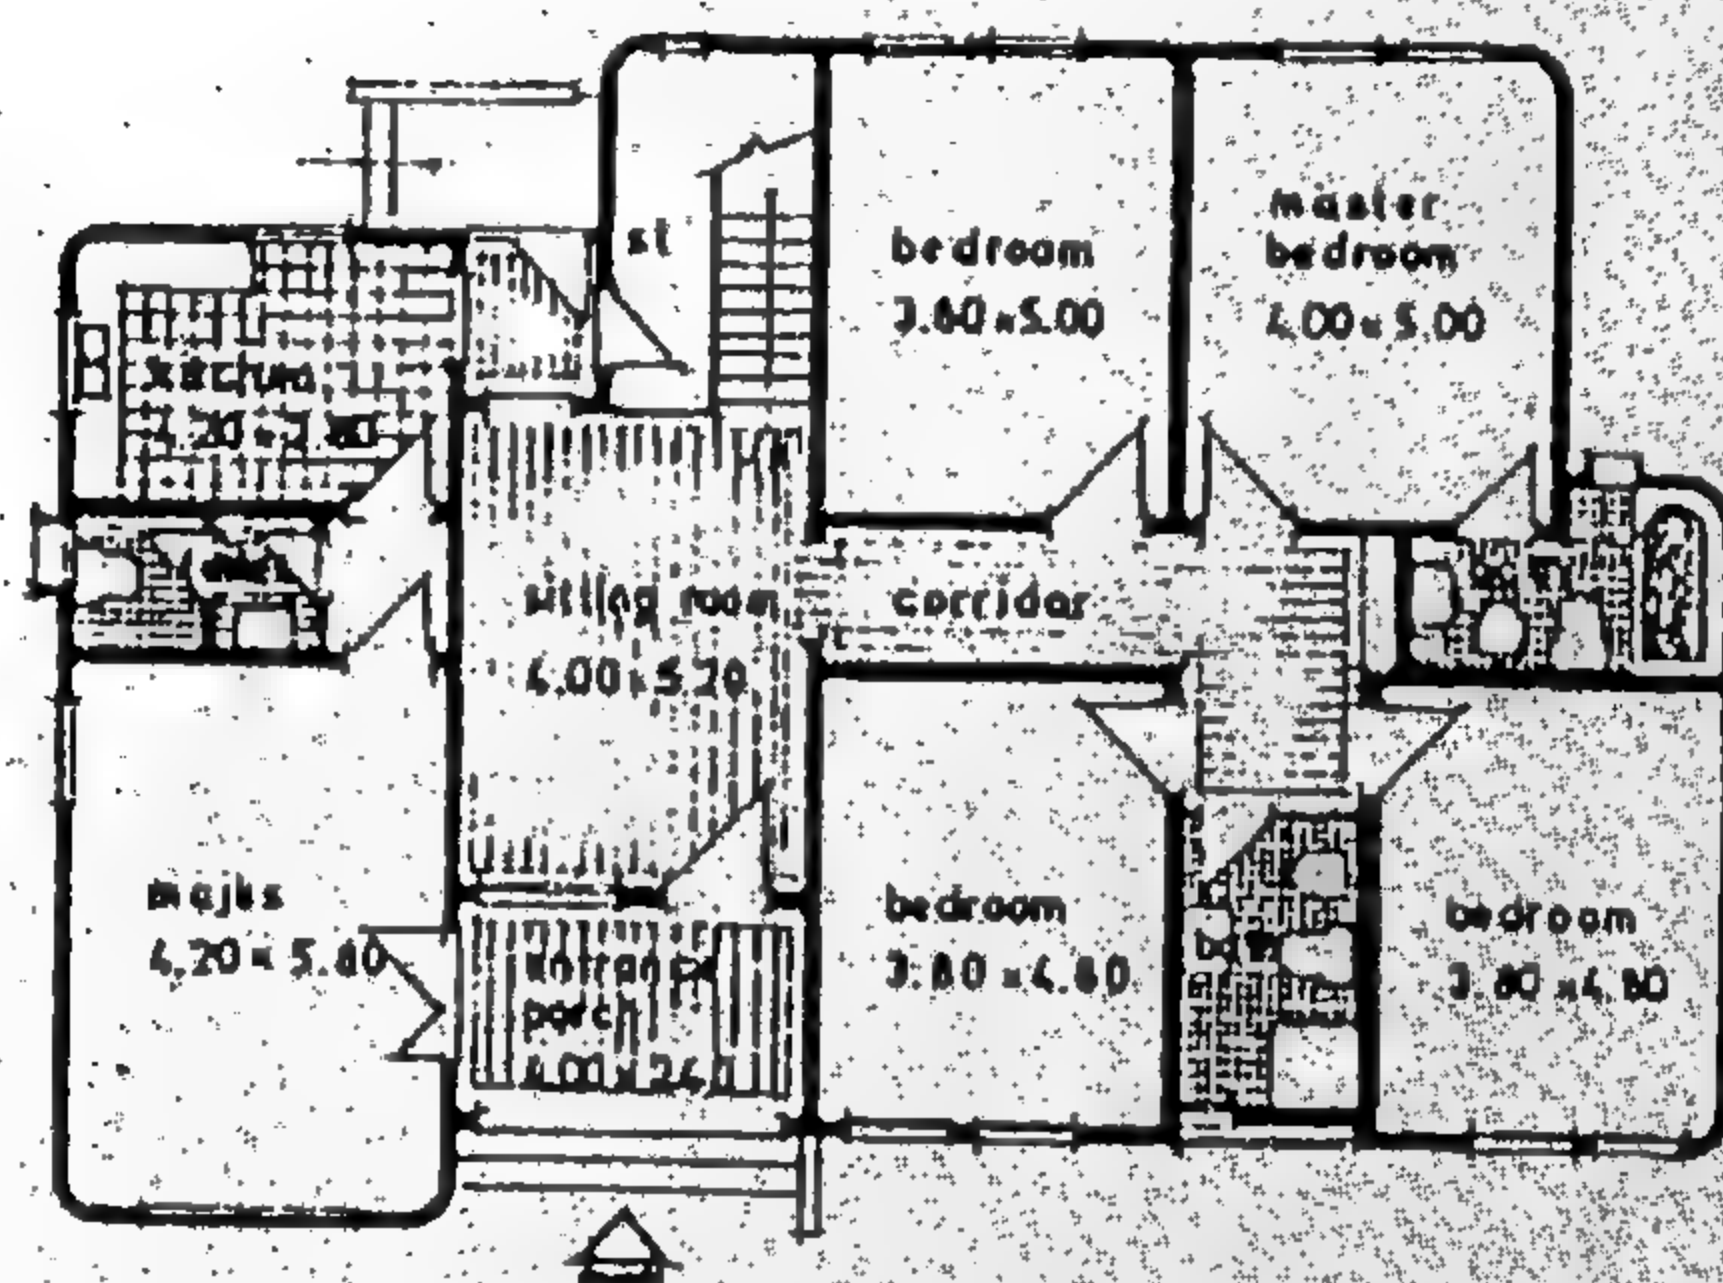 st
bedroom
3.60 x 5.00
master
bedroom
4.00 x 5.00
kitchen
sitting room
4.00 x 5.20
corridor
majlis
4.20 x 5.80
entrance
porch
4.00 x 2.40
bedroom
3.80 x 4.80
bedroom
3.80 x 4.80